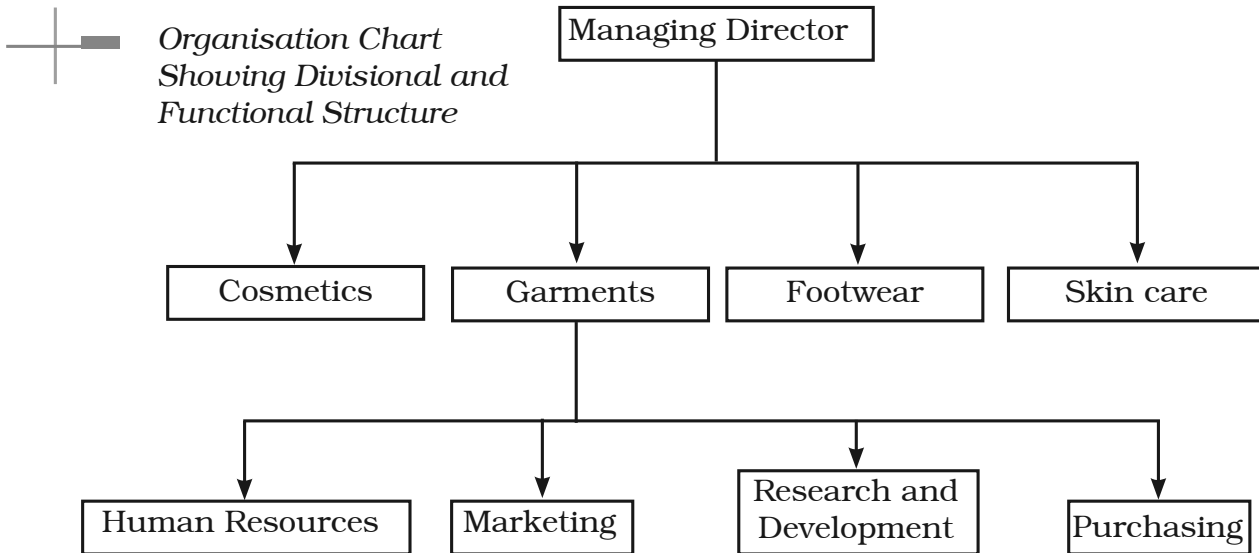 Organisation Chart
Showing Divisional and
Functional Structure
Managing Director
Cosmetics
Garments
Footwear
Skin care
Human Resources
Marketing
Research and
Development
Purchasing